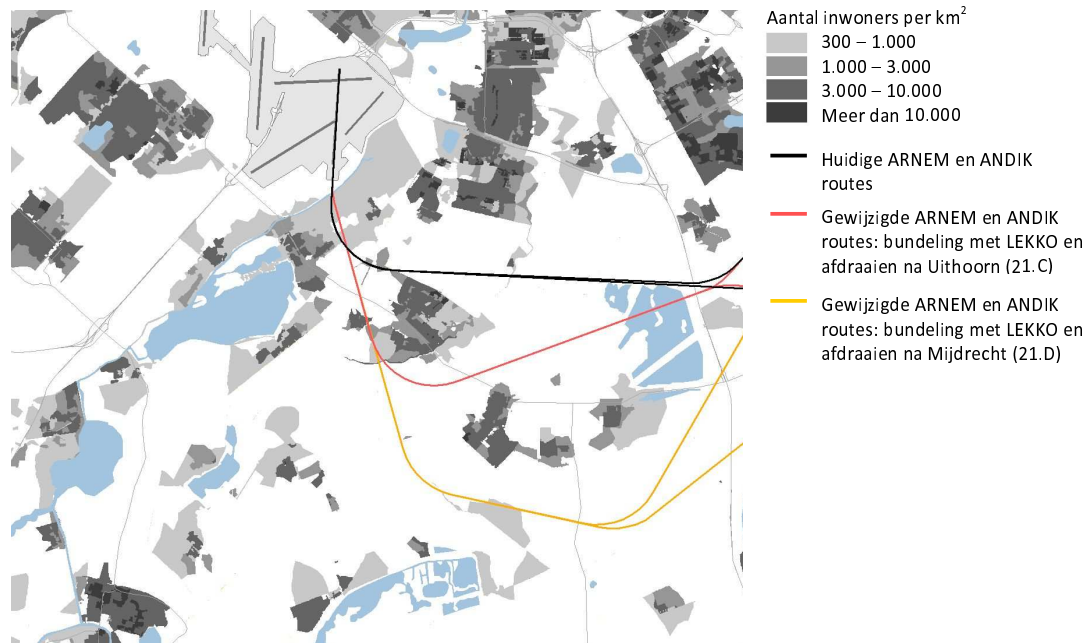 Aantal inwoners per km²
300 – 1.000
1.000 – 3.000
3.000 – 10.000
Meer dan 10.000
Huidige ARNEM en ANDIK
routes
Gewijzigde ARNEM en ANDIK
routes: bundeling met LEKKO en
afdraaien na Uithoorn (21.C)
Gewijzigde ARNEM en ANDIK
routes: bundeling met LEKKO en
afdraaien na Mijdrecht (21.D)